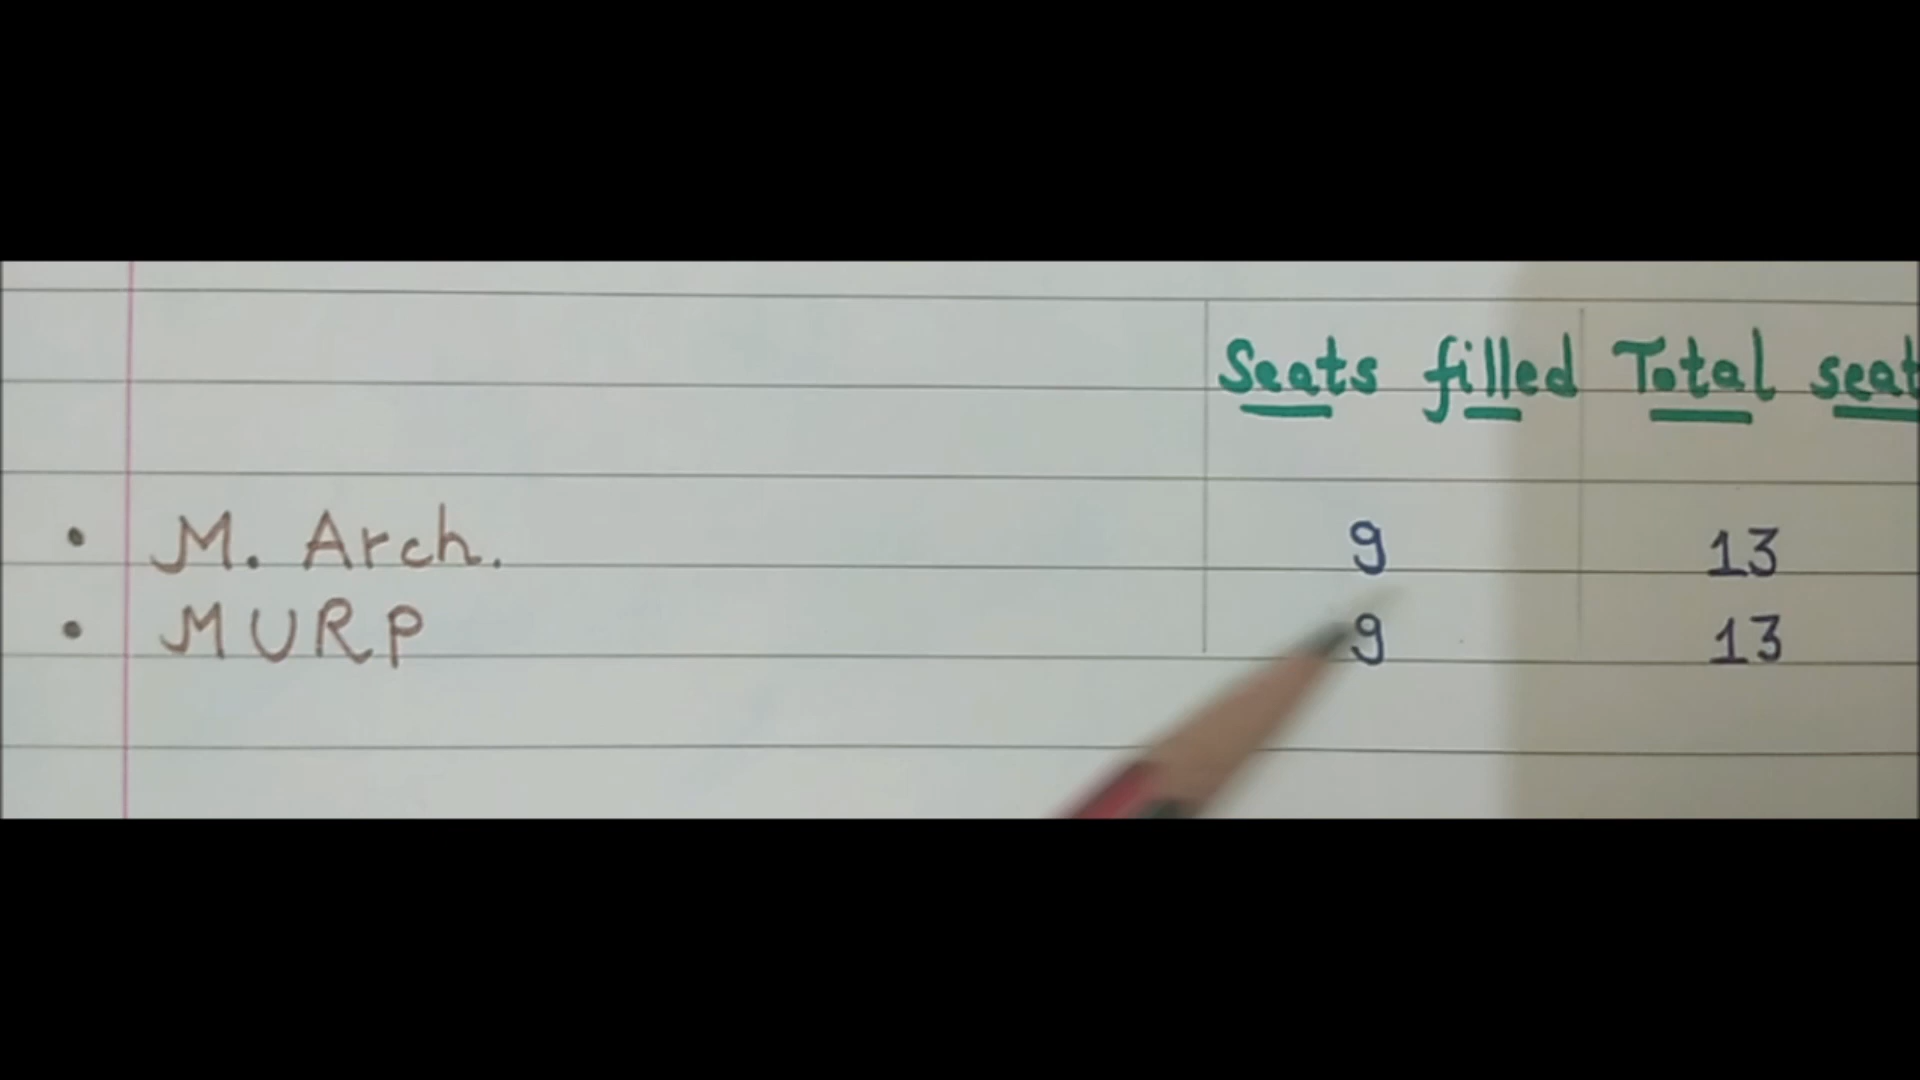 Seats filled Total seat
• M. Arch. 9 13
• MURP 9 13